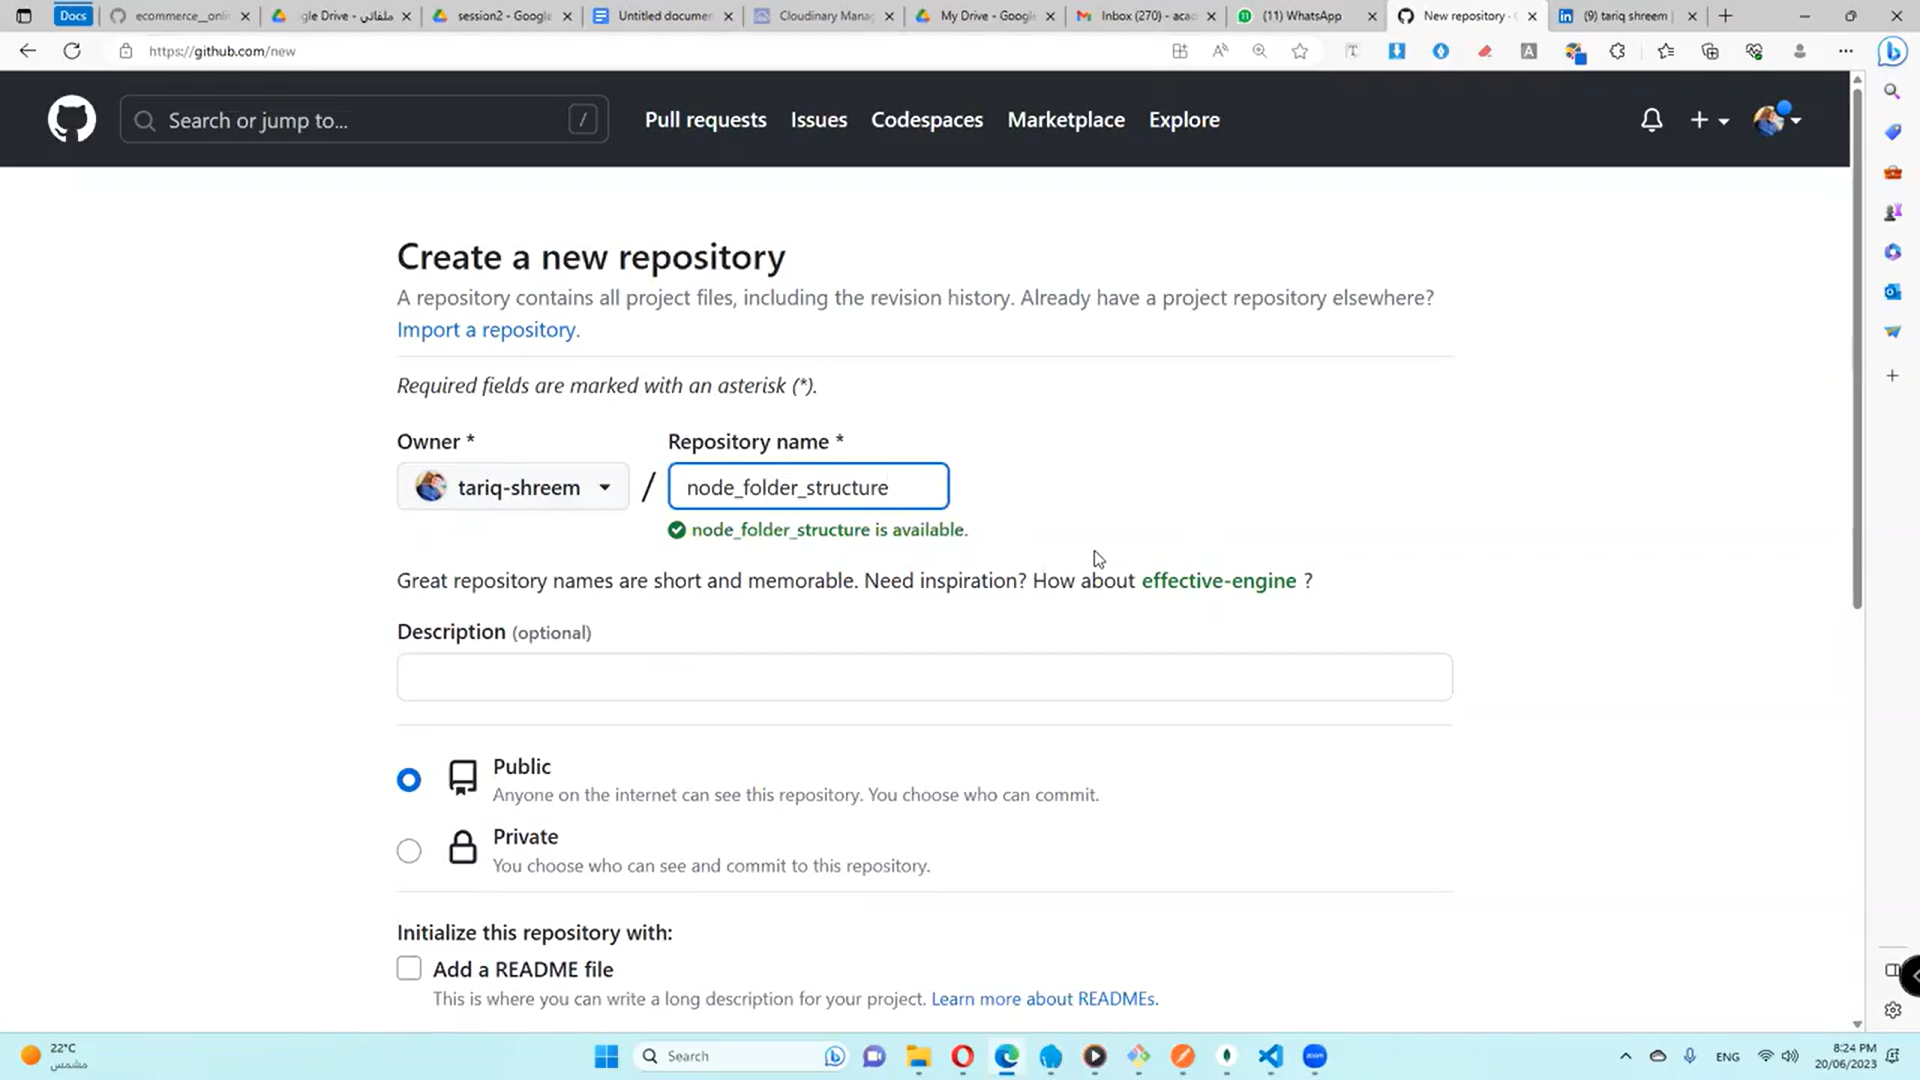 Docs
ecommerce__onli
gle Drive - ملفاتي
session2 - Google
Untitled documen
Cloudinary Mana
My Drive - Google
Inbox (270) - aca
(11) WhatsApp
New repository -
(9) tariq shreem |
https://github.com/new
Search or jump to...
/
Pull requests
Issues
Codespaces
Marketplace
Explore
Create a new repository
A repository contains all project files, including the revision history. Already have a project repository elsewhere?
Import a repository.
Required fields are marked with an asterisk (*).
Owner *
Repository name *
tariq-shreem
/
node_folder_structure
node_folder_structure is available.
Great repository names are short and memorable. Need inspiration? How about effective-engine ?
Description (optional)
Public
Anyone on the internet can see this repository. You choose who can commit.
Private
You choose who can see and commit to this repository.
Initialize this repository with:
Add a README file
This is where you can write a long description for your project. Learn more about READMEs.
22°C
مشمس
Search
zoom
ENG
8:24 PM
20/06/2023